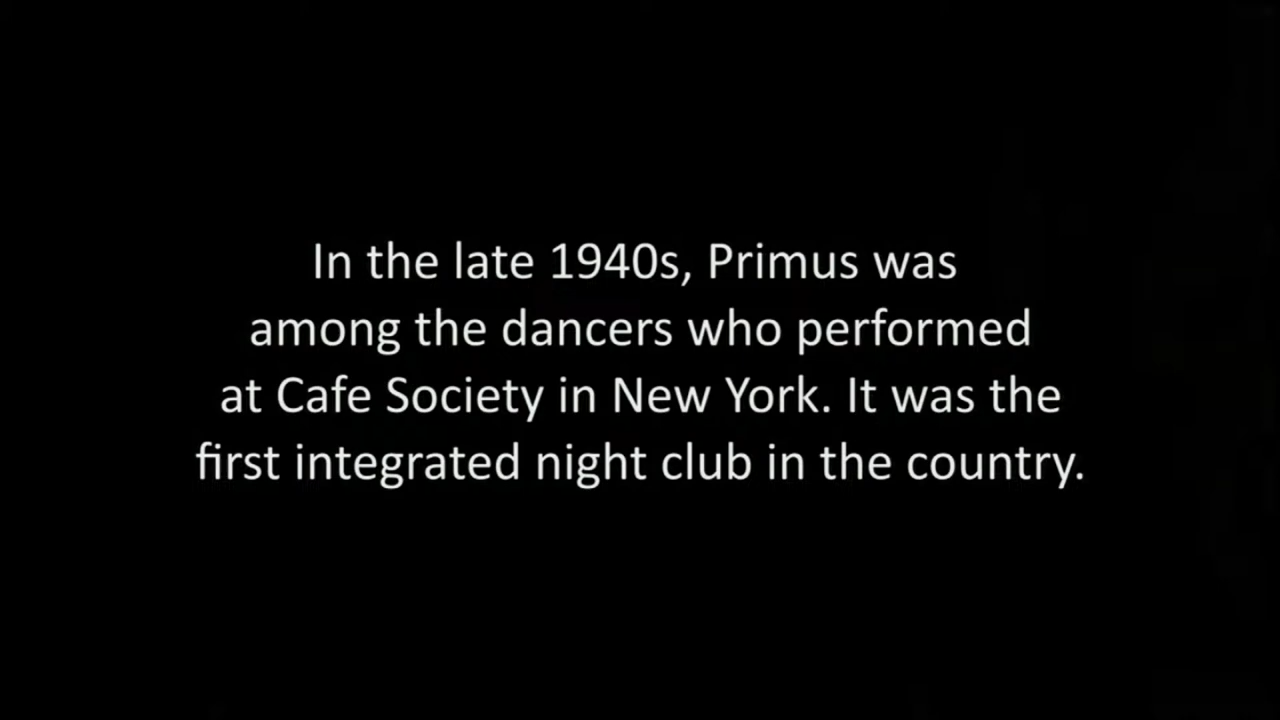 In the late 1940s, Primus was
among the dancers who performed
at Cafe Society in New York. It was the
first integrated night club in the country.